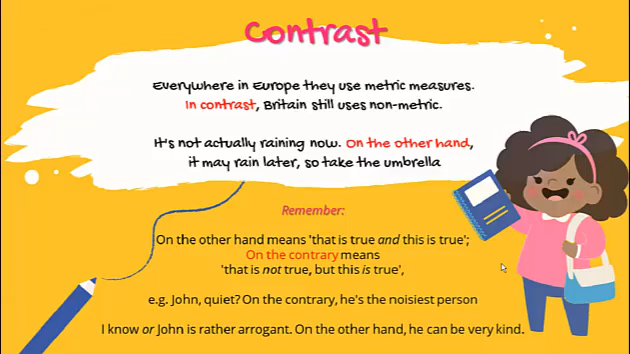 Contrast
Everywhere in Europe they use metric measures.
In contrast, Britain still uses non-metric.
It's not actually raining now. On the other hand,
it may rain later, so take the umbrella
Remember:
On the other hand means 'that is true and this is true';
On the contrary means
'that is not true, but this is true',
e.g. John, quiet? On the contrary, he's the noisiest person
I know or John is rather arrogant. On the other hand, he can be very kind.